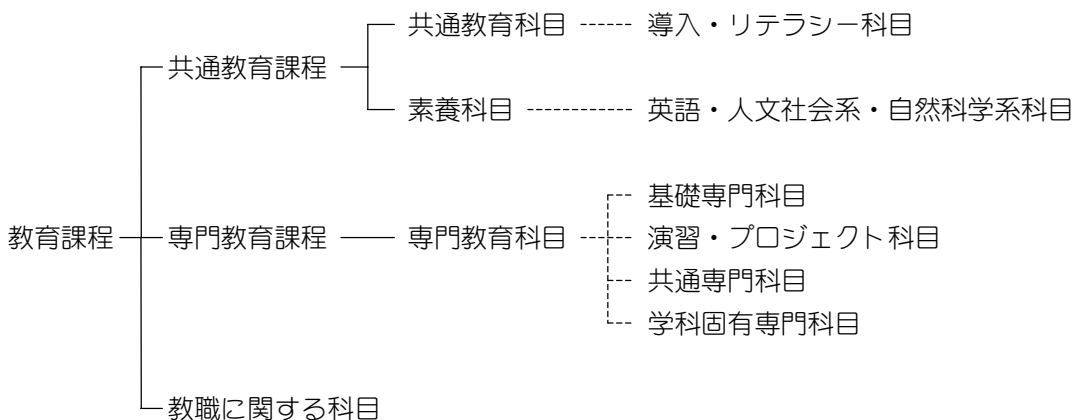 共通教育科目 導入・リテラシー科目
共通教育課程
素養科目 英語・人文社会系・自然科学系科目
基礎専門科目
教育課程 専門教育課程 専門教育科目 演習・プロジェクト科目
共通専門科目
学科固有専門科目
教職に関する科目